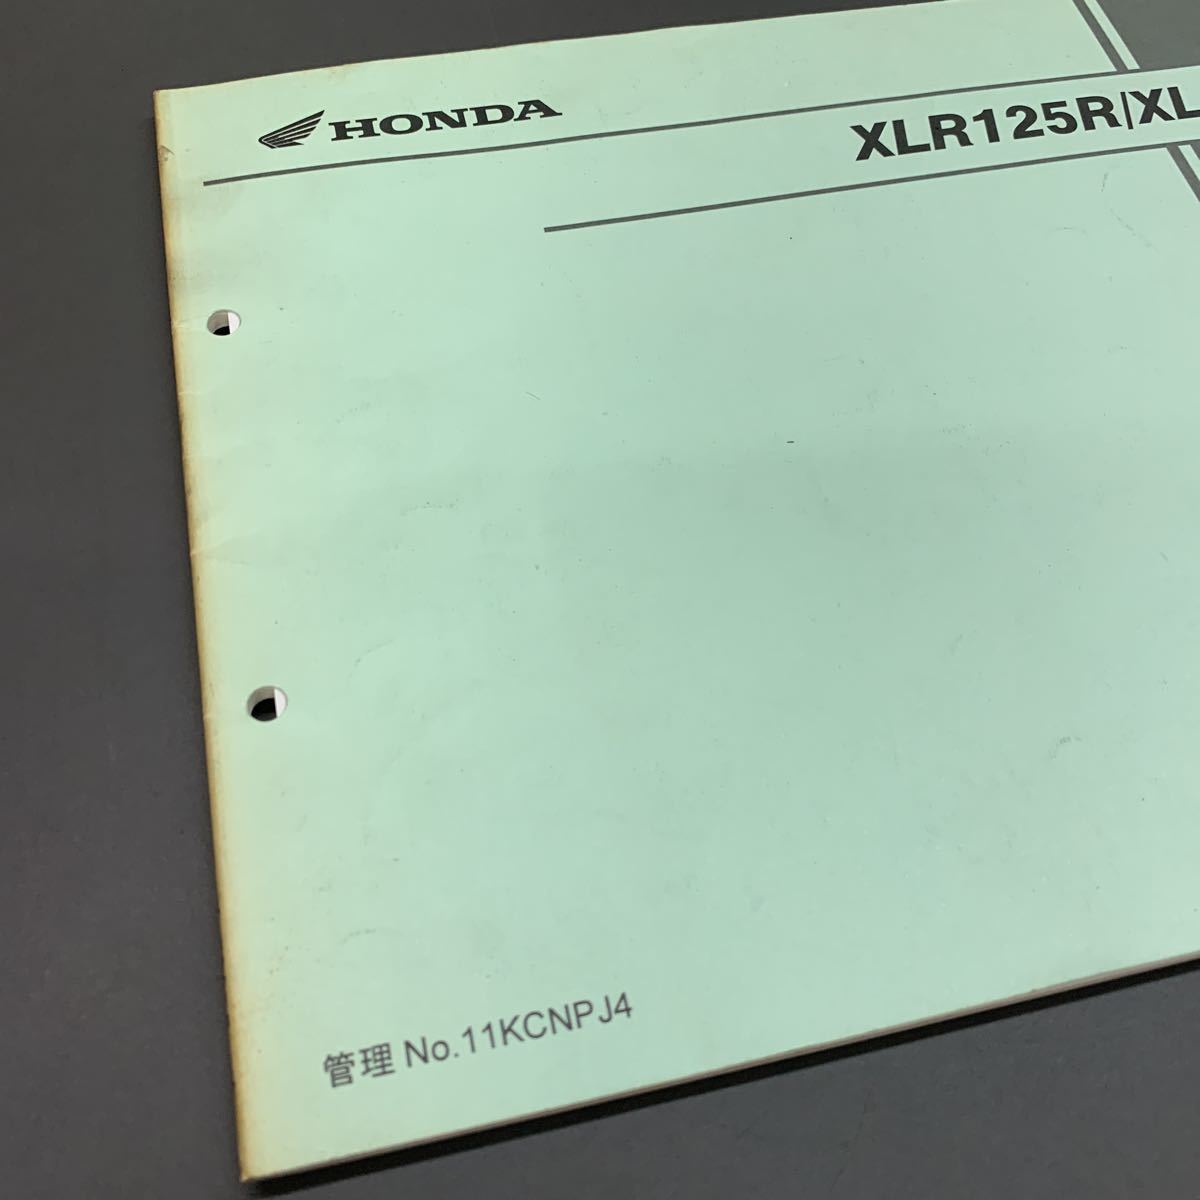 HONDA
XLR125R/XL
管理 No.11KCNPJ4